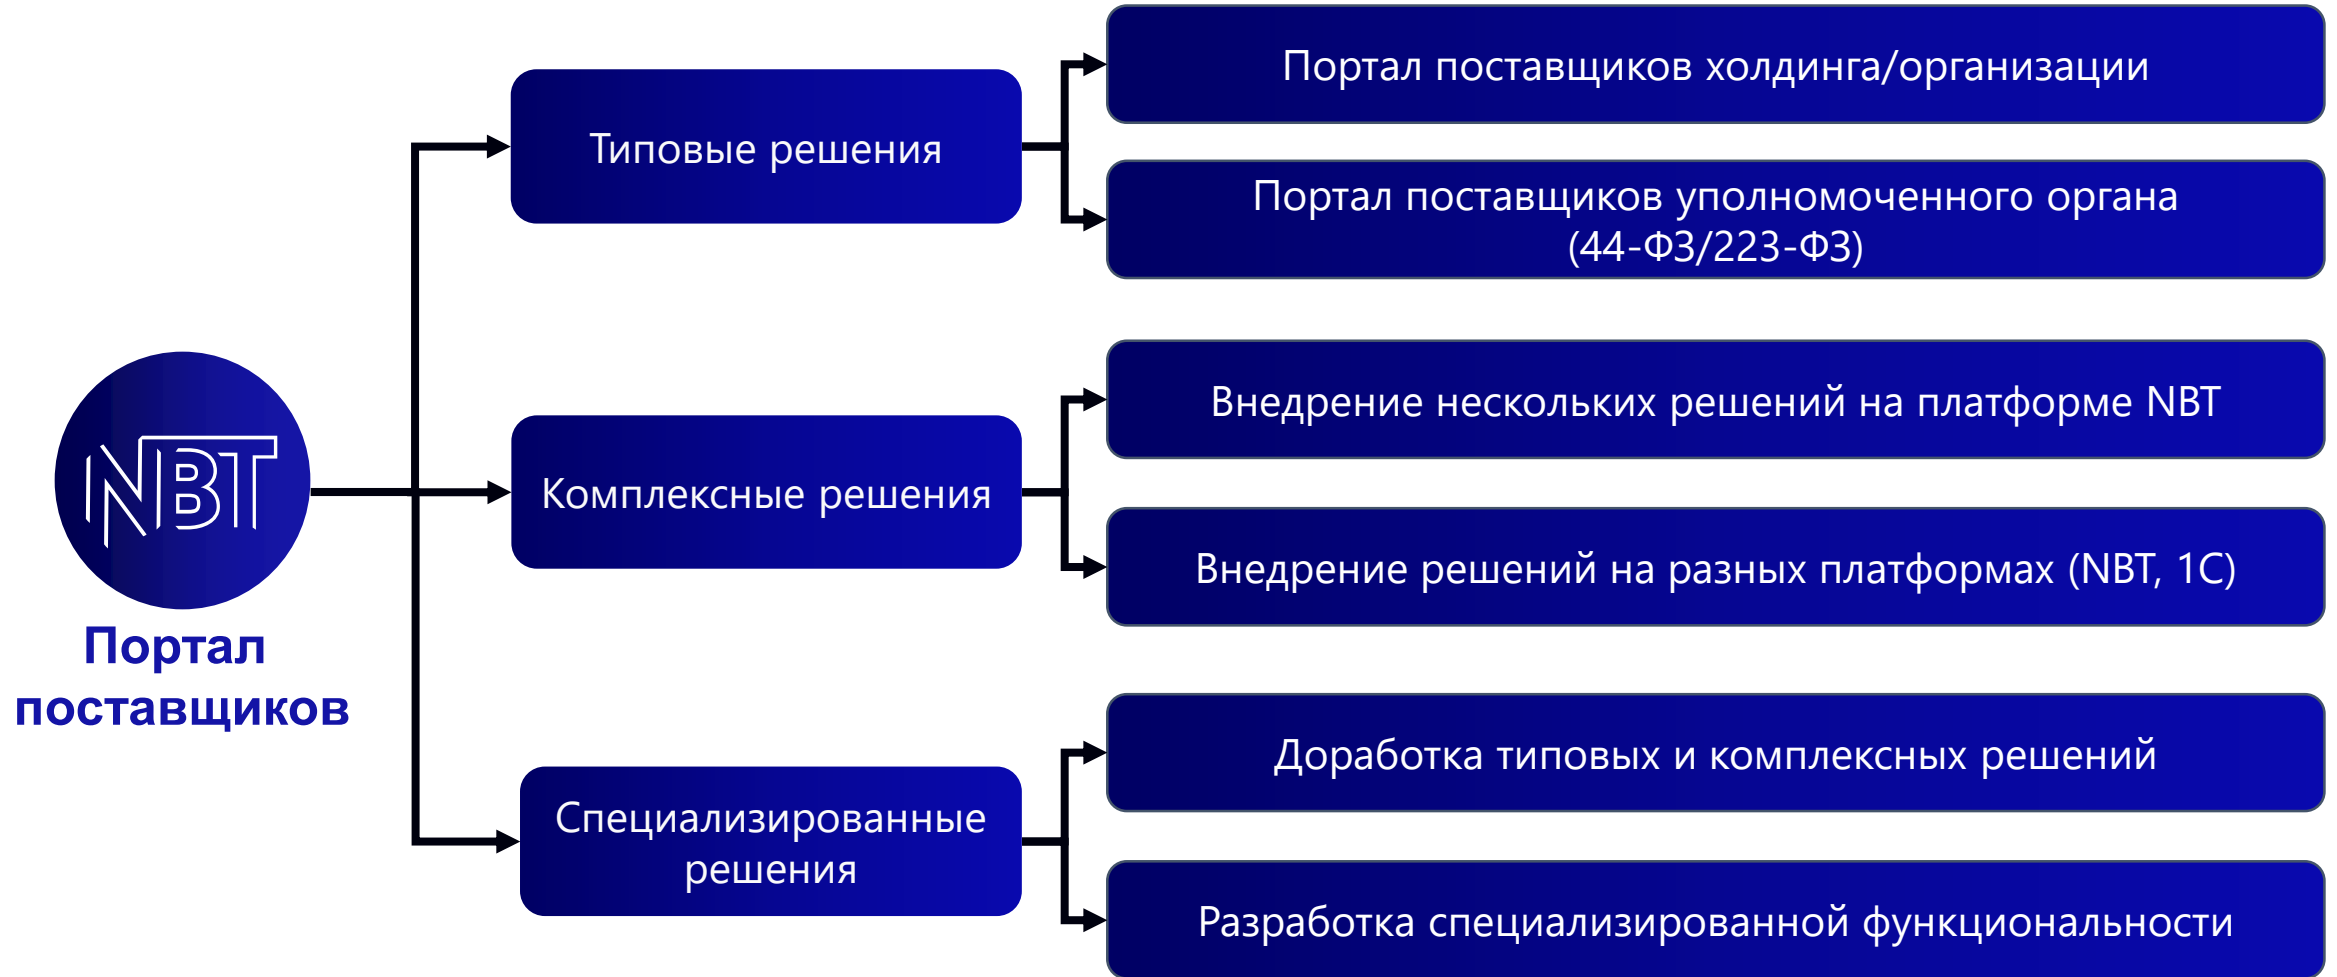 NBT
Портал
поставщиков
Типовые решения
Портал поставщиков холдинга/организации
Портал поставщиков уполномоченного органа
(44-ФЗ/223-ФЗ)
Комплексные решения
Внедрение нескольких решений на платформе NBT
Внедрение решений на разных платформах (NBT, 1С)
Специализированные
решения
Доработка типовых и комплексных решений
Разработка специализированной функциональности